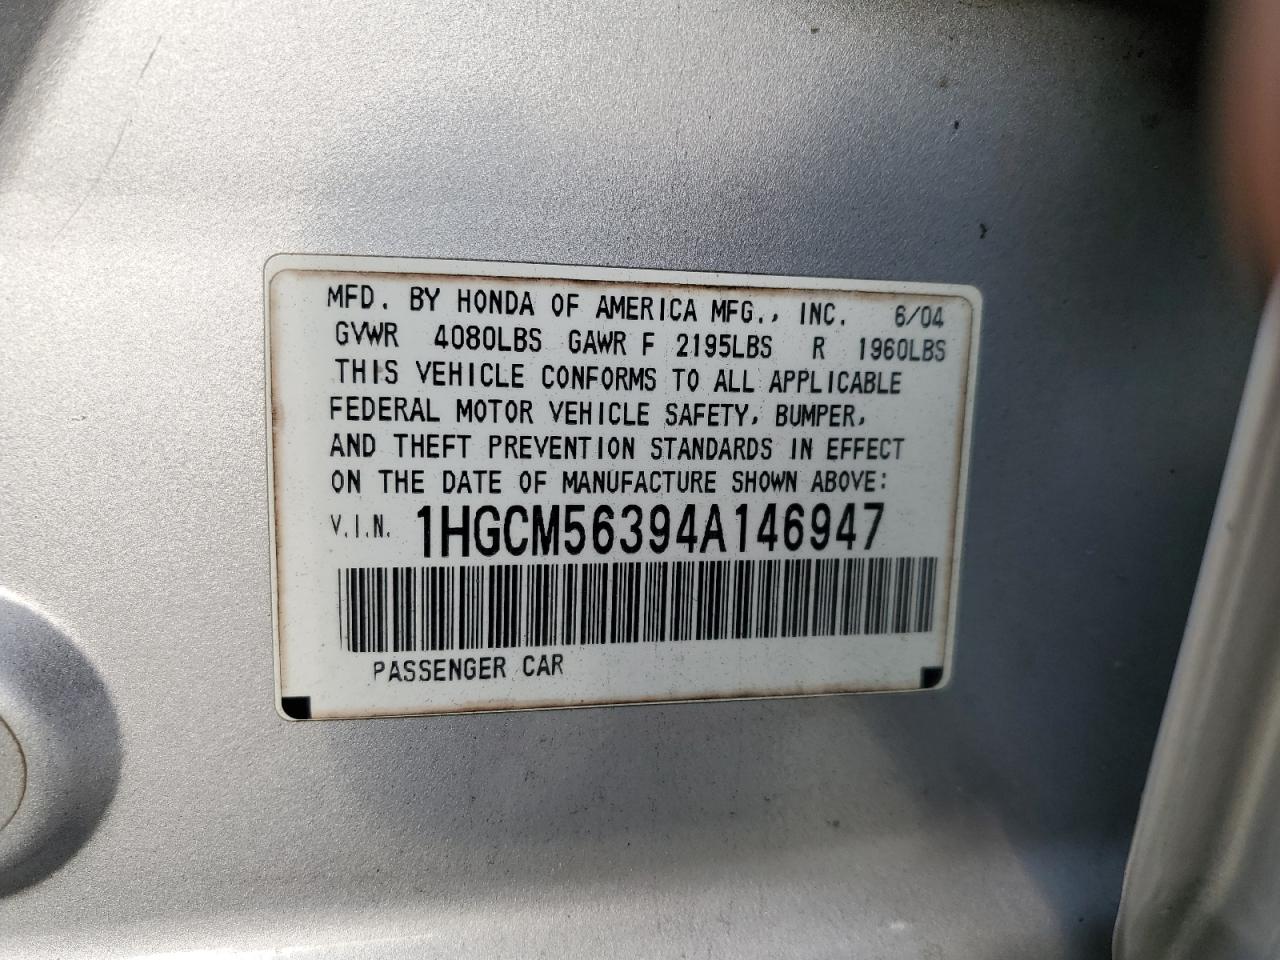 MFD. BY HONDA OF AMERICA MFG., INC. 6/04
GVWR 4080LBS GAWR F 2195LBS R 1960LBS
THIS VEHICLE CONFORMS TO ALL APPLICABLE
FEDERAL MOTOR VEHICLE SAFETY, BUMPER,
AND THEFT PREVENTION STANDARDS IN EFFECT
ON THE DATE OF MANUFACTURE SHOWN ABOVE:
V.I.N. 1HGCM56394A146947
PASSENGER CAR